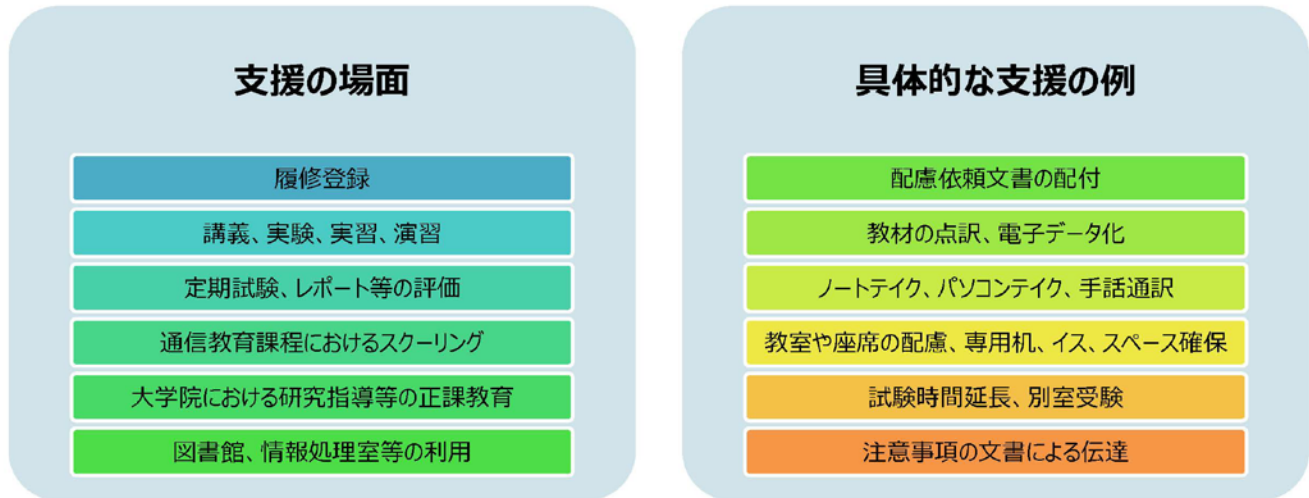 支援の場面
履修登録
講義、実験、実習、演習
定期試験、レポート等の評価
通信教育課程におけるスクーリング
大学院における研究指導等の正課教育
図書館、情報処理室等の利用
具体的な支援の例
配慮依頼文書の配付
教材の点訳、電子データ化
ノートテイク、パソコンテイク、手話通訳
教室や座席の配慮、専用机、イス、スペース確保
試験時間延長、別室受験
注意事項の文書による伝達